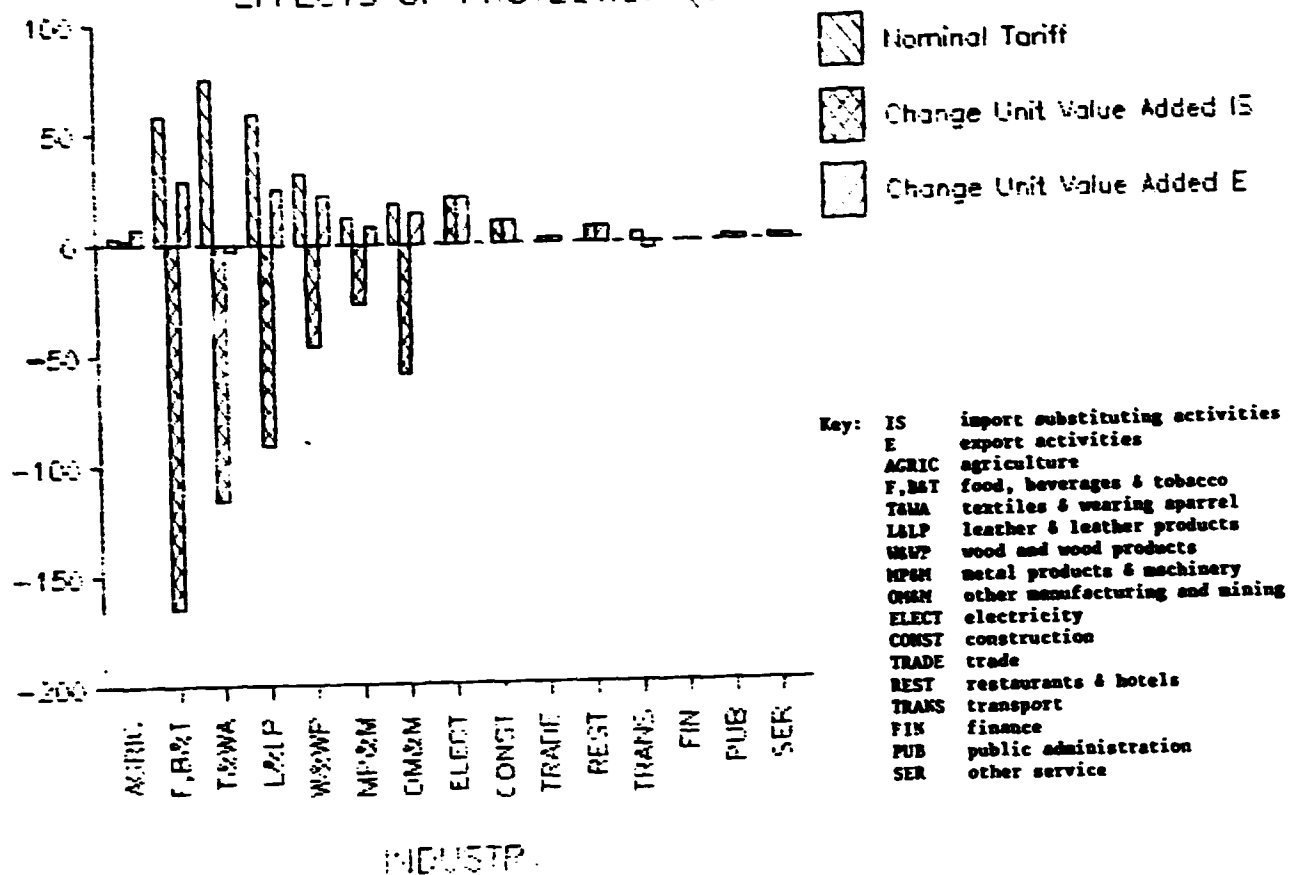 EFFECTS OF
100
50
0
-50
-100
-150
-200
Nominal Tariff
Change Unit Value Added IS
Change Unit Value Added E
Key: IS import substituting activities
E export activities
AGRIC agriculture
F,B&T food, beverages & tobacco
T&WA textiles & wearing aparrel
L&LP leather & leather products
W&WP wood and wood products
MP&M metal products & machinery
OM&M other manufacturing and mining
ELECT electricity
CONST construction
TRADE trade
REST restaurants & hotels
TRAKS transport
FIN finance
PUB public administration
SER other service
AGRIC.
F,B&T
T&WA
L&LP
W&WP
MP&M
OM&M
ELECT
CONST
TRADE
REST
TRANS
FIN
PUB
SER
INDUSTR